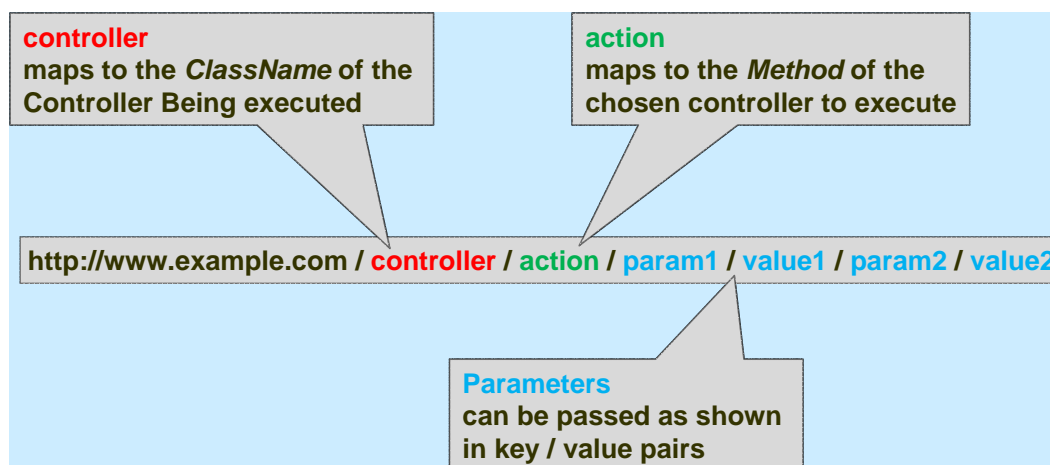 controller
maps to the ClassName of the
Controller Being executed
action
maps to the Method of the
chosen controller to execute
http://www.example.com / controller / action / param1 / value1 / param2 / value2
Parameters
can be passed as shown
in key / value pairs